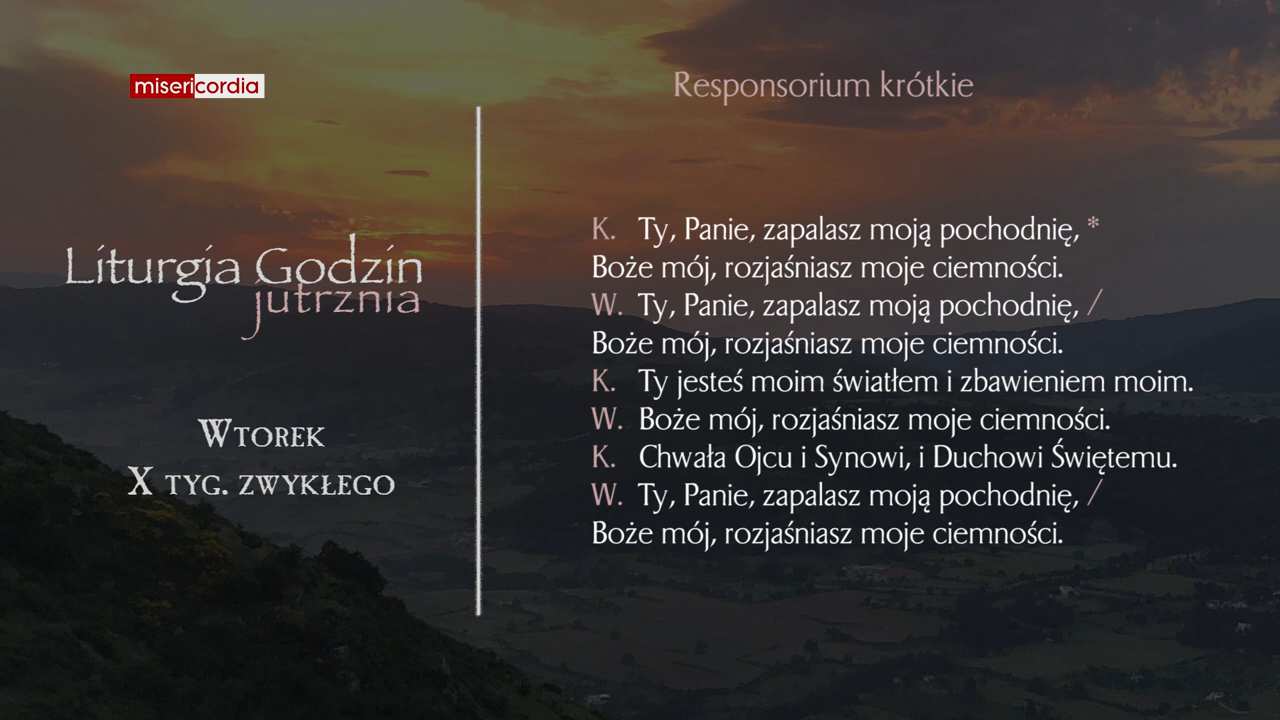 misericordia
Liturgia Godzin
jutrznia
Wtorek
X tyg. zwykłego
Responsorium krótkie
K. Ty, Panie, zapalasz moją pochodnię, *
Boże mój, rozjaśniasz moje ciemności.
W. Ty, Panie, zapalasz moją pochodnię, /
Boże mój, rozjaśniasz moje ciemności.
K. Ty jesteś moim światłem i zbawieniem moim.
W. Boże mój, rozjaśniasz moje ciemności.
K. Chwała Ojcu i Synowi, i Duchowi Świętemu.
W. Ty, Panie, zapalasz moją pochodnię, /
Boże mój, rozjaśniasz moje ciemności.